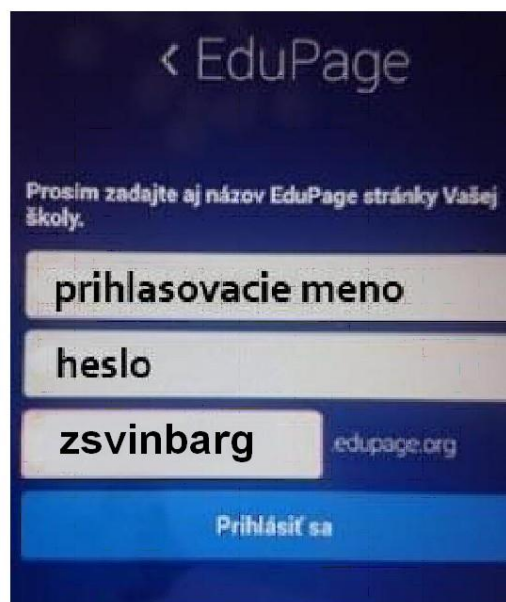 < EduPage
Prosím zadajte aj názov EduPage stránky Vašej
školy.
prihlasovacie meno
heslo
zsvinbarg .edupage.org
Prihlásiť sa